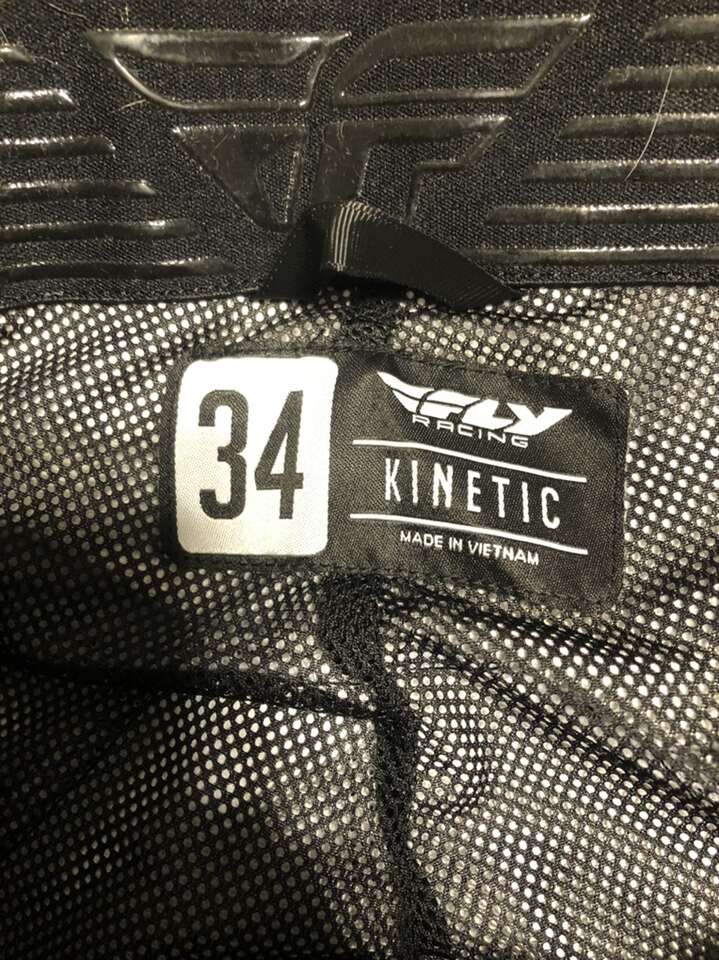 34
FLY
RACING
KINETIC
MADE IN VIETNAM